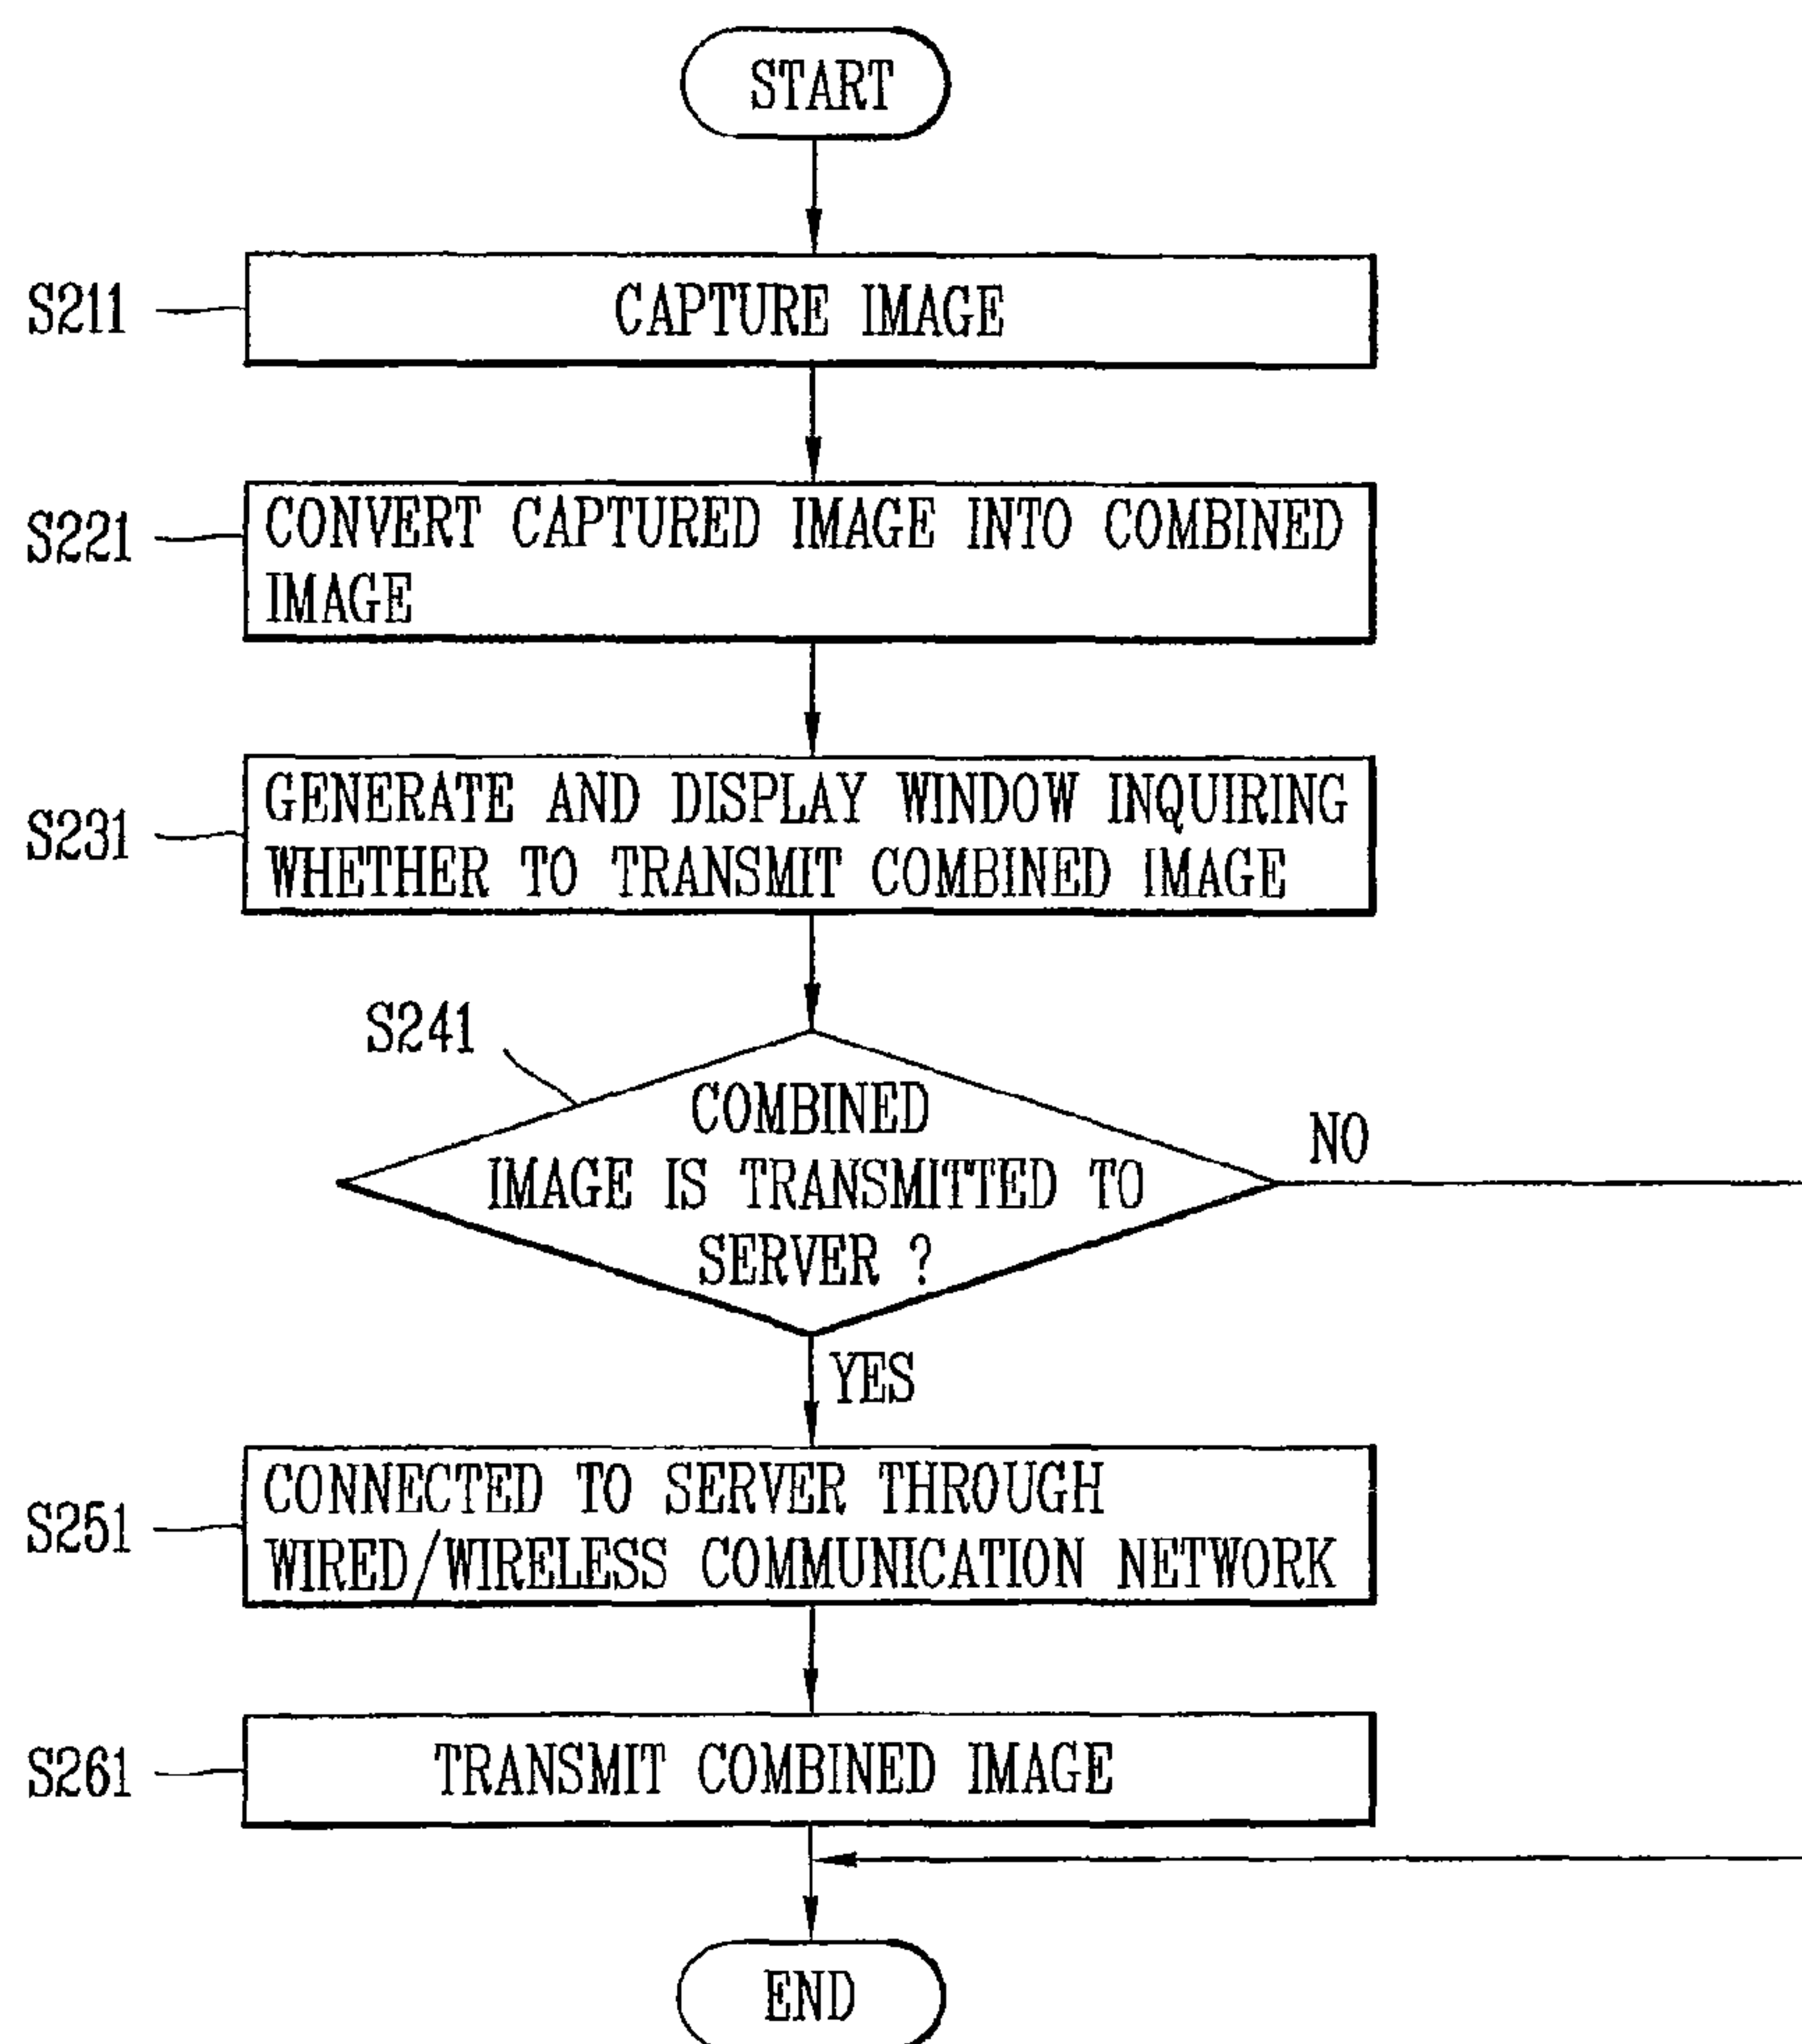 START
S211
CAPTURE IMAGE
S221
CONVERT CAPTURED IMAGE INTO COMBINED
IMAGE
S231
GENERATE AND DISPLAY WINDOW INQUIRING
WHETHER TO TRANSMIT COMBINED IMAGE
S241
COMBINED
IMAGE IS TRANSMITTED TO
SERVER ?
NO
YES
S251
CONNECTED TO SERVER THROUGH
WIRED/WIRELESS COMMUNICATION NETWORK
S261
TRANSMIT COMBINED IMAGE
END